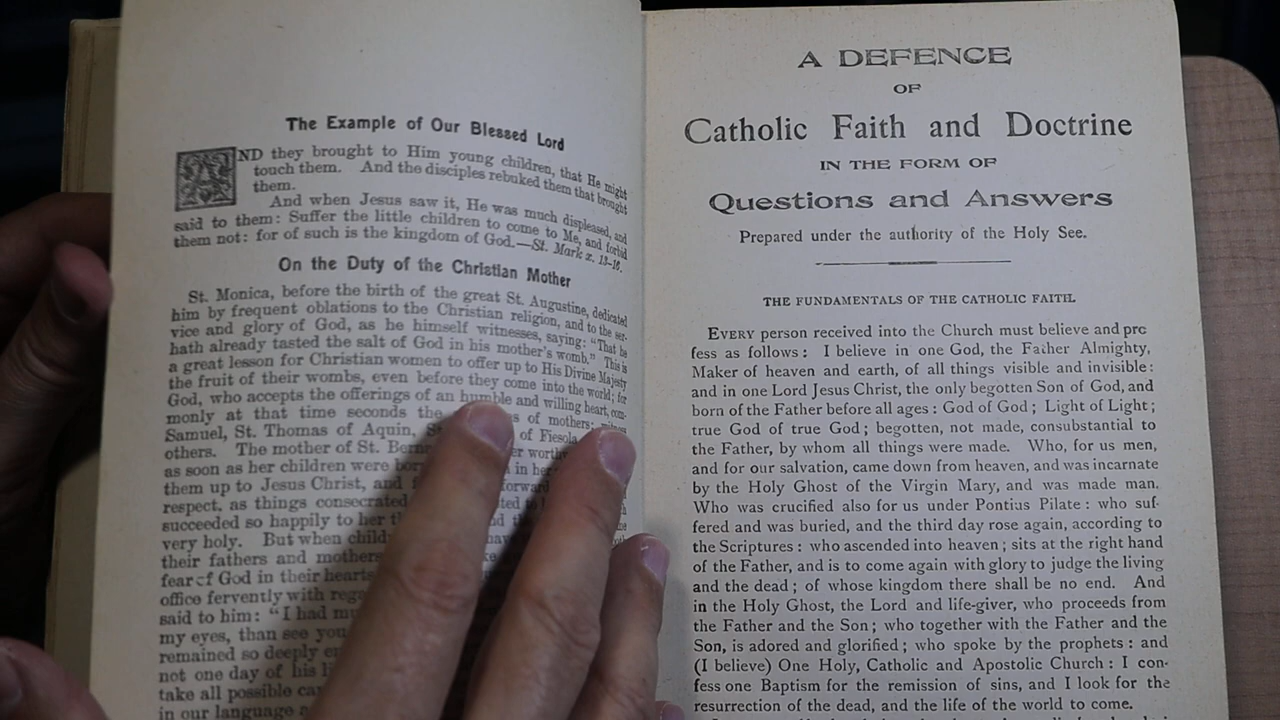 The Example of Our Blessed Lord
AND they brought to Him young children, that He might
touch them. And the disciples rebuked them that brought
them.
And when Jesus saw it, He was much displeased, and
said to them: Suffer the little children to come to Me, and forbid
them not: for of such is the kingdom of God.—St. Mark x. 13-16.
On the Duty of the Christian Mother
St. Monica, before the birth of the great St. Augustine, dedicated
him by frequent oblations to the Christian religion, and to the ser-
vice and glory of God, as he himself witnesses, saying: "That he
hath already tasted the salt of God in his mother's womb." This is
a great lesson for Christian women to offer up to His Divine Majesty
the fruit of their wombs, even before they come into the world; for
God, who accepts the offerings of an humble and willing heart, com-
monly at that time seconds the of mothers;
Samuel, St. Thomas of Aquin, of Fiesola
others. The mother of St.
as soon as her children were in her
them up to Jesus Christ, and
respect, as things consecrated
succeeded so happily to her
very holy. But when
their fathers and mothers
fear of God in their hearts
office fervently with
said to him: "I had
my eyes, than see you
remained so deeply
not one day of his
take all possible
in our language
A DEFENCE
OF
Catholic Faith and Doctrine
IN THE FORM OF
Questions and Answers
Prepared under the authority of the Holy See.
THE FUNDAMENTALS OF THE CATHOLIC FAITH.
EVERY person received into the Church must believe and pro
fess as follows: I believe in one God, the Father Almighty,
Maker of heaven and earth, of all things visible and invisible:
and in one Lord Jesus Christ, the only begotten Son of God, and
born of the Father before all ages: God of God; Light of Light;
true God of true God; begotten, not made, consubstantial to
the Father, by whom all things were made. Who, for us men,
and for our salvation, came down from heaven, and was incarnate
by the Holy Ghost of the Virgin Mary, and was made man.
Who was crucified also for us under Pontius Pilate: who suf-
fered and was buried, and the third day rose again, according to
the Scriptures: who ascended into heaven; sits at the right hand
of the Father, and is to come again with glory to judge the living
and the dead; of whose kingdom there shall be no end. And
in the Holy Ghost, the Lord and life-giver, who proceeds from
the Father and the Son; who together with the Father and the
Son, is adored and glorified; who spoke by the prophets: and
(I believe) One Holy, Catholic and Apostolic Church: I con-
fess one Baptism for the remission of sins, and I look for the
resurrection of the dead, and the life of the world to come.